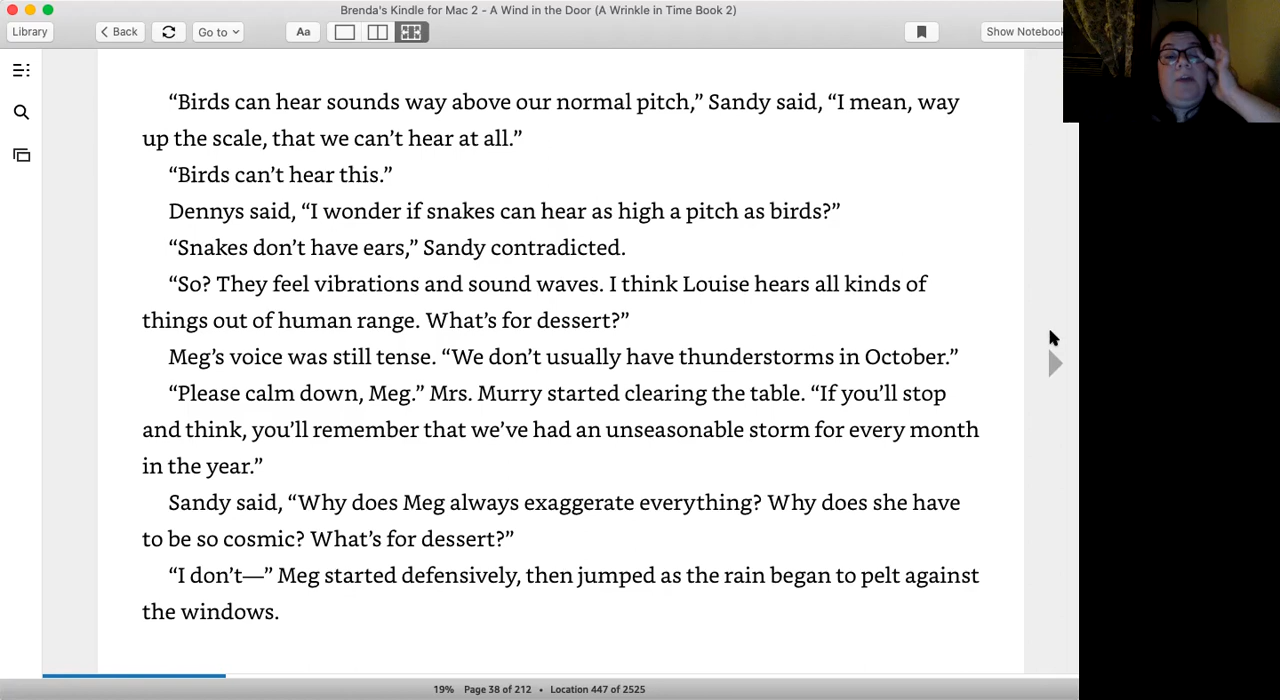 Brenda's Kindle for Mac 2 - A Wind in the Door (A Wrinkle in Time Book 2)
Library
Back
Go to
Aa
Show Notebook
“Birds can hear sounds way above our normal pitch,” Sandy said, “I mean, way
up the scale, that we can’t hear at all.”
“Birds can’t hear this.”
Dennys said, “I wonder if snakes can hear as high a pitch as birds?”
“Snakes don’t have ears,” Sandy contradicted.
“So? They feel vibrations and sound waves. I think Louise hears all kinds of
things out of human range. What’s for dessert?”
Meg’s voice was still tense. “We don’t usually have thunderstorms in October.”
“Please calm down, Meg.” Mrs. Murry started clearing the table. “If you’ll stop
and think, you’ll remember that we’ve had an unseasonable storm for every month
in the year.”
Sandy said, “Why does Meg always exaggerate everything? Why does she have
to be so cosmic? What’s for dessert?”
“I don’t—” Meg started defensively, then jumped as the rain began to pelt against
the windows.
19% Page 38 of 212 • Location 447 of 2525